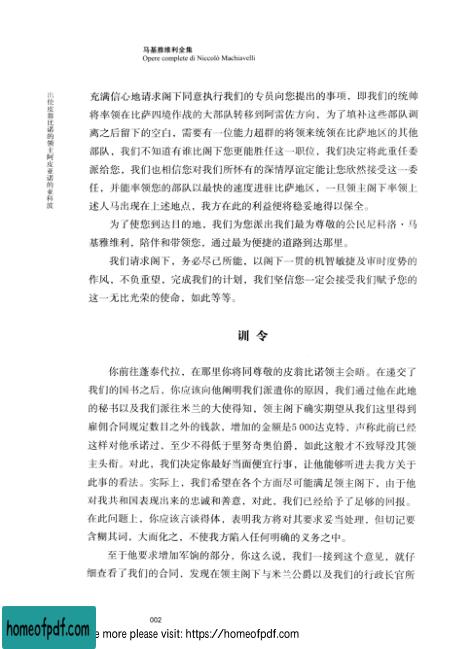 马基雅维利全集
Opere complete di Niccolò Machiavelli
出使皮翁比诺的领主阿皮亚诺的亚科波
充满信心地请求阁下同意执行我们的专员向您提出的事项，即我们的统帅
将率领在比萨四境作战的大部队转移到阿雷佐方向，为了填补这些部队调
离之后留下的空白，需要有一位能力超群的将领来统领在比萨地区的其他
部队，我们不知道有谁比阁下您更能胜任这一职位，我们决定将此重任委
派给您，我们也相信您对我们所怀有的深情厚谊定能让您欣然接受这一委
任，并能率领您的部队以最快的速度进驻比萨地区，一旦领主阁下率领上
述人马出现在上述地点，我方在此的利益便将稳妥地得以保全。
为了使您到达目的地，我们为您派出我们最为尊敬的公民尼科洛·马
基雅维利，陪伴和带领您，通过最为便捷的道路到达那里。
我们请求阁下，务必尽己所能，以阁下一贯的机智敏捷及审时度势的
作风，不负重望，完成我们的计划，我们坚信您一定会接受我们赋予您的
这一无比光荣的使命，如此等等。
训 令
你前往蓬泰代拉，在那里你将同尊敬的皮翁比诺领主会晤。在递交了
我们的国书之后，你应该向他阐明我们派遣你的原因，我们通过他在此地
的秘书以及我们派往米兰的大使得知，领主阁下确实期望从我们这里得到
雇佣合同规定数目之外的钱款，增加的金额是5 000达克特，声称此前已经
这样对他承诺过，至少不得低于里努奇奥伯爵，如此这般才不致辱没其领
主头衔。对此，我们决定你最好当面便宜行事，让他能够听进去我方关于
此事的看法。实际上，我们希望在各个方面尽可能满足领主阁下，由于他
对我共和国表现出来的忠诚和善意，对此，我们已经给予了足够的回报。
在此问题上，你应该言谈得体，表明我方将对其要求妥当处理，但切记要
含糊其词，大而化之，不使我方陷入任何明确的义务之中。
至于他要求增加军饷的部分，你这么说，我们一接到这个意见，就仔
细查看了我们的合同，发现在领主阁下与米兰公爵以及我们的行政长官所
002
homeofpdf.com
e more please visit: https://homeofpdf.com